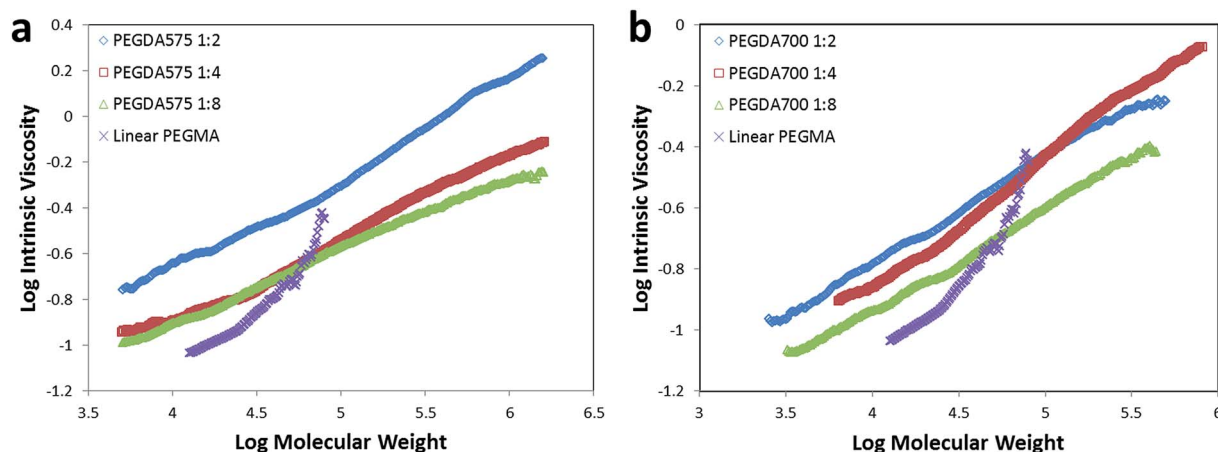 a
PEGDA575 1:2
PEGDA575 1:4
PEGDA575 1:8
Linear PEGMA
Log Intrinsic Viscosity
0.4
0.2
0
-0.2
-0.4
-0.6
-0.8
-1
-1.2
3.5 4 4.5 5 5.5 6 6.5
Log Molecular Weight
b
PEGDA700 1:2
PEGDA700 1:4
PEGDA700 1:8
Linear PEGMA
Log Intrinsic Viscosity
0
-0.2
-0.4
-0.6
-0.8
-1
-1.2
3 3.5 4 4.5 5 5.5 6
Log Molecular Weight